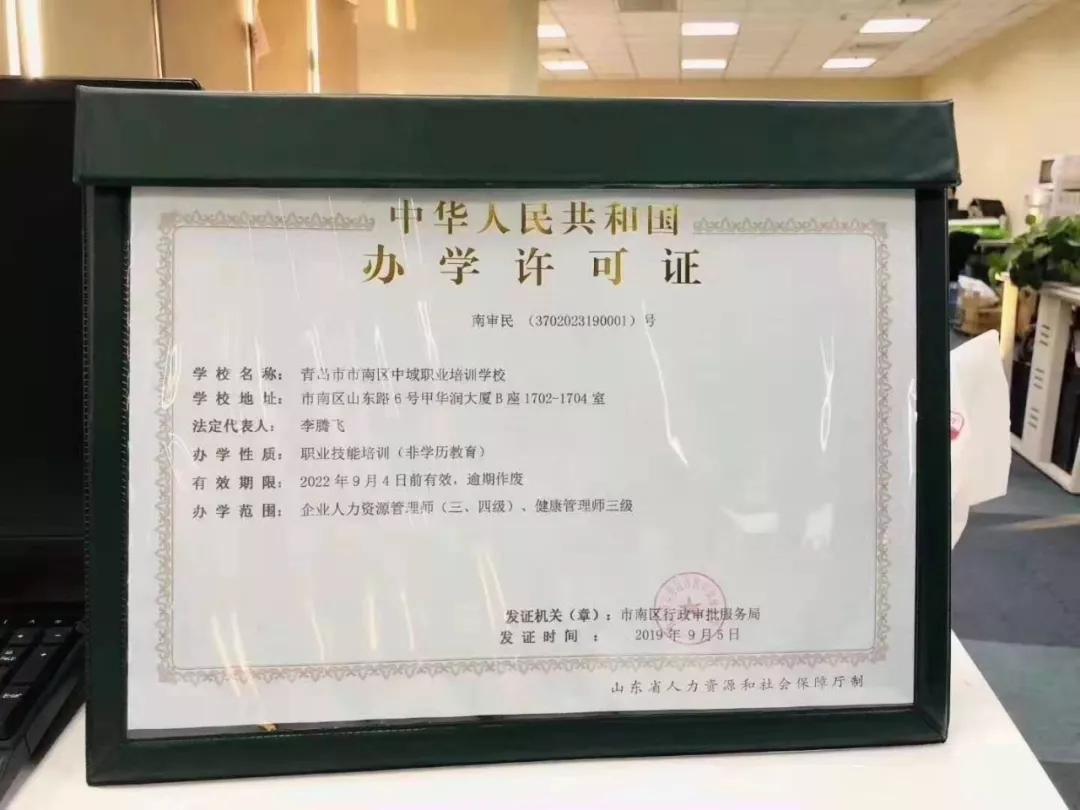 中华人民共和国
办学许可证
南审民 （3702023190001）号
学校名称： 青岛市市南区中域职业培训学校
学校地址： 市南区山东路6号甲华润大厦B座1702-1704室
法定代表人： 李腾飞
办学性质： 职业技能培训（非学历教育）
有效期限： 2022年9月4日前有效，逾期作废
办学范围： 企业人力资源管理师（三、四级）、健康管理师三级
发证机关（章）： 市南区行政审批服务局
发证时间 ： 2019年9月5日
山东省人力资源和社会保障厅制